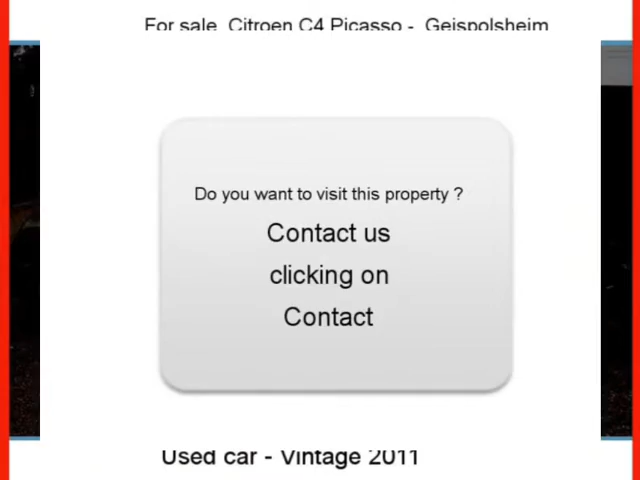 For sale Citroen C4 Picasso - Geispolsheim
Do you want to visit this property ?
Contact us
clicking on
Contact
Used car - Vintage 2011